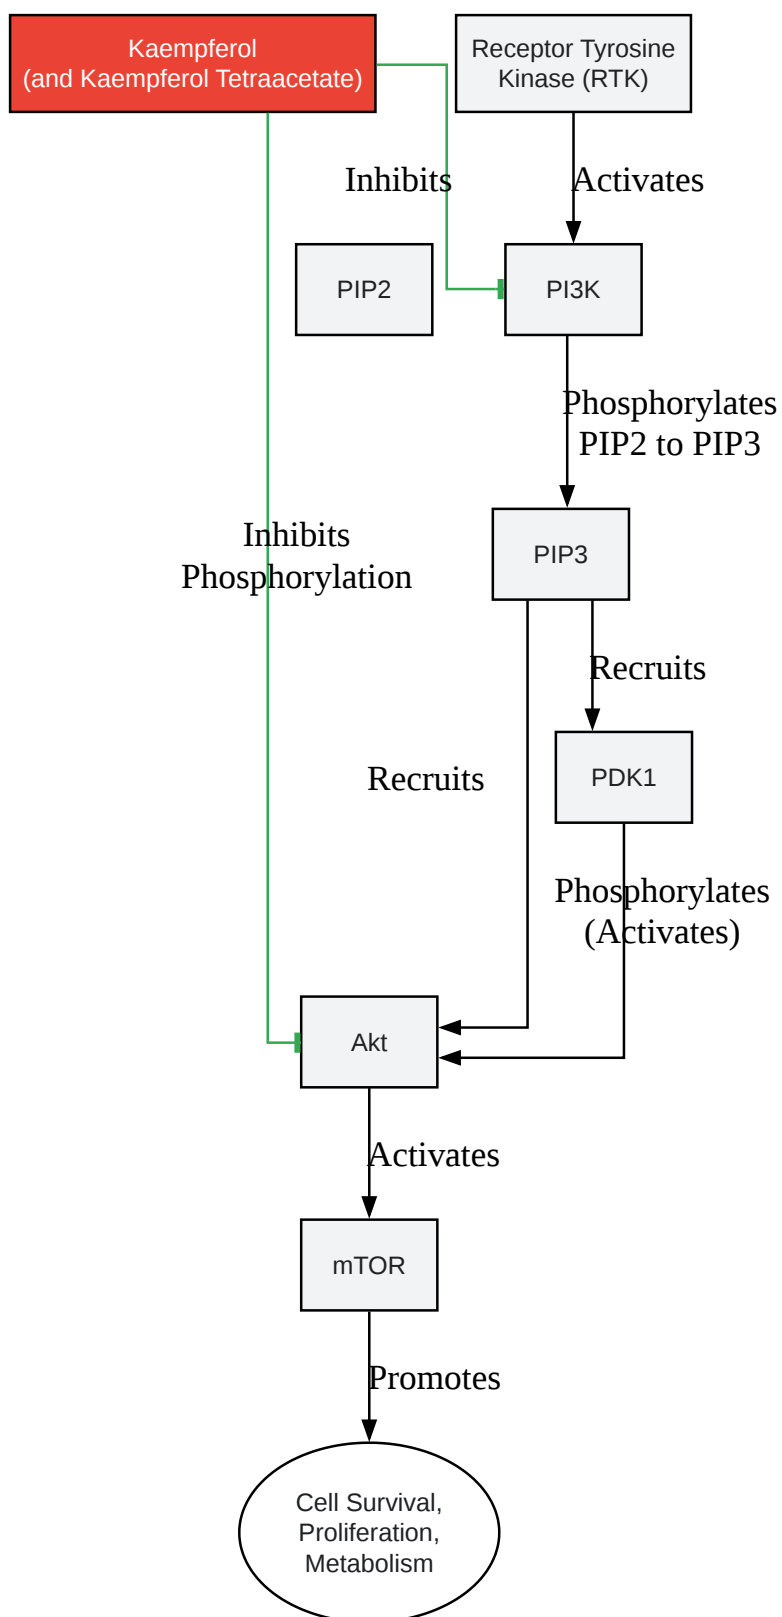 Kaempferol
(and Kaempferol Tetraacetate)
Receptor Tyrosine
Kinase (RTK)
Inhibits
Activates
PIP2
PI3K
Phosphorylates
PIP2 to PIP3
Inhibits
Phosphorylation
PIP3
Recruits
Recruits
PDK1
Phosphorylates
(Activates)
Akt
Activates
mTOR
Promotes
Cell Survival,
Proliferation,
Metabolism